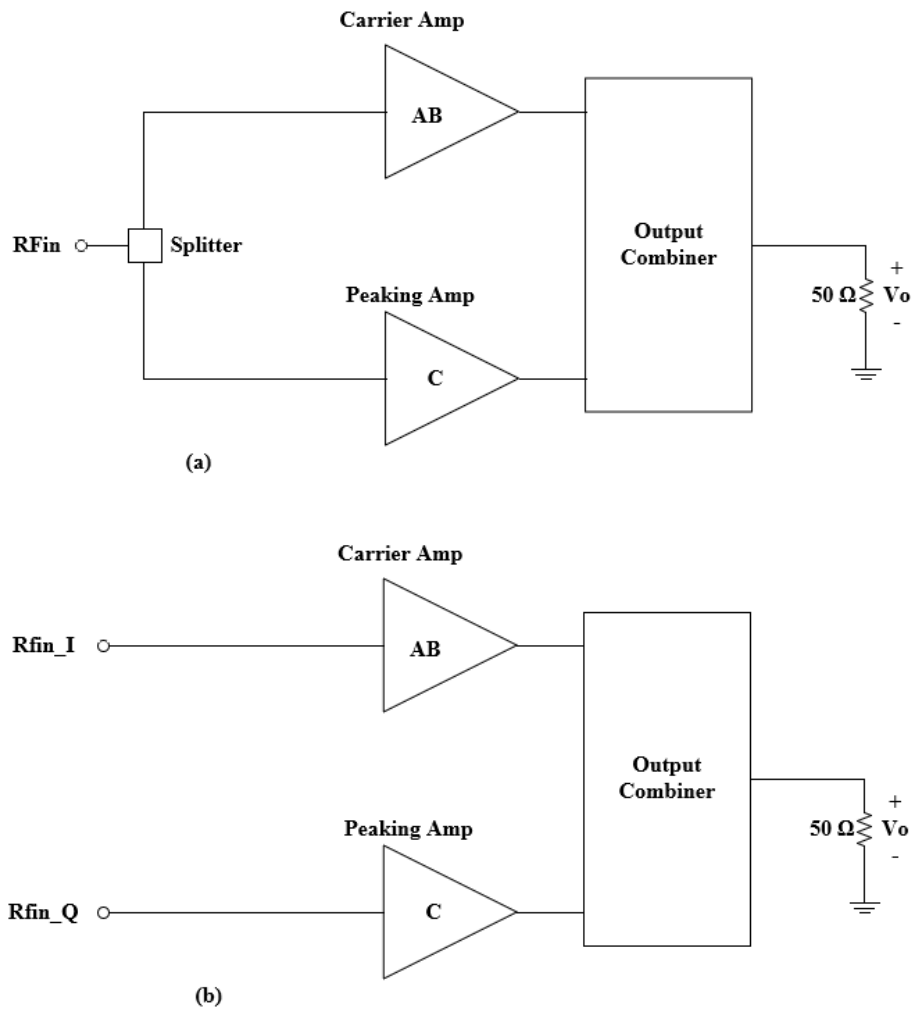 Carrier Amp
AB
RFin
Splitter
Output
Combiner
50 Ω
+
Vo
-
Peaking Amp
C
(a)
Carrier Amp
Rfin_I
AB
Output
Combiner
50 Ω
+
Vo
-
Peaking Amp
Rfin_Q
C
(b)